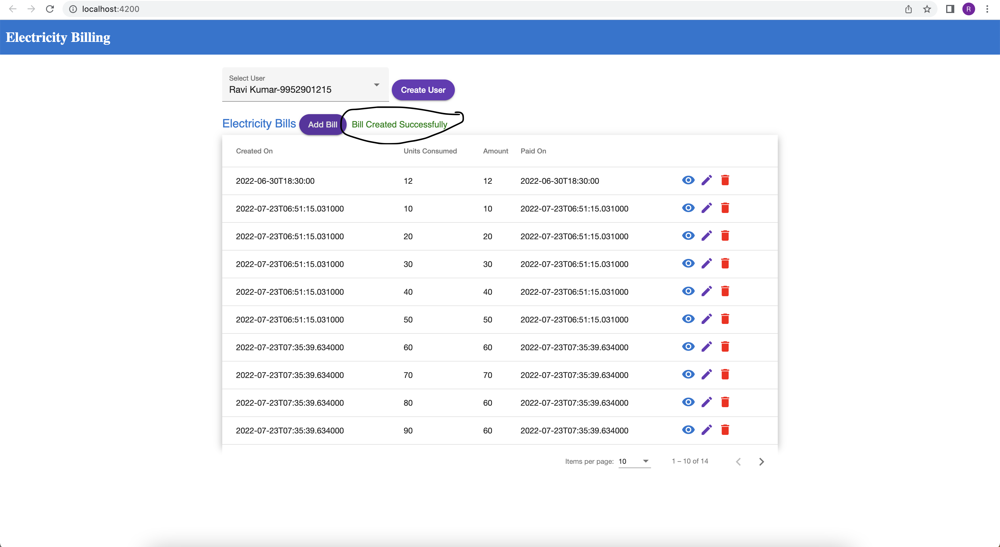 localhost:4200
R
Electricity Billing
Select User
Ravi Kumar-9952901215
Create User
Electricity Bills Add Bill Bill Created Successfully
Created On Units Consumed Amount Paid On
2022-06-30T18:30:00 12 12 2022-06-30T18:30:00
2022-07-23T06:51:15.031000 10 10 2022-07-23T06:51:15.031000
2022-07-23T06:51:15.031000 20 20 2022-07-23T06:51:15.031000
2022-07-23T06:51:15.031000 30 30 2022-07-23T06:51:15.031000
2022-07-23T06:51:15.031000 40 40 2022-07-23T06:51:15.031000
2022-07-23T06:51:15.031000 50 50 2022-07-23T06:51:15.031000
2022-07-23T07:35:39.634000 60 60 2022-07-23T07:35:39.634000
2022-07-23T07:35:39.634000 70 70 2022-07-23T07:35:39.634000
2022-07-23T07:35:39.634000 80 60 2022-07-23T07:35:39.634000
2022-07-23T07:35:39.634000 90 60 2022-07-23T07:35:39.634000
Items per page: 10 1 – 10 of 14